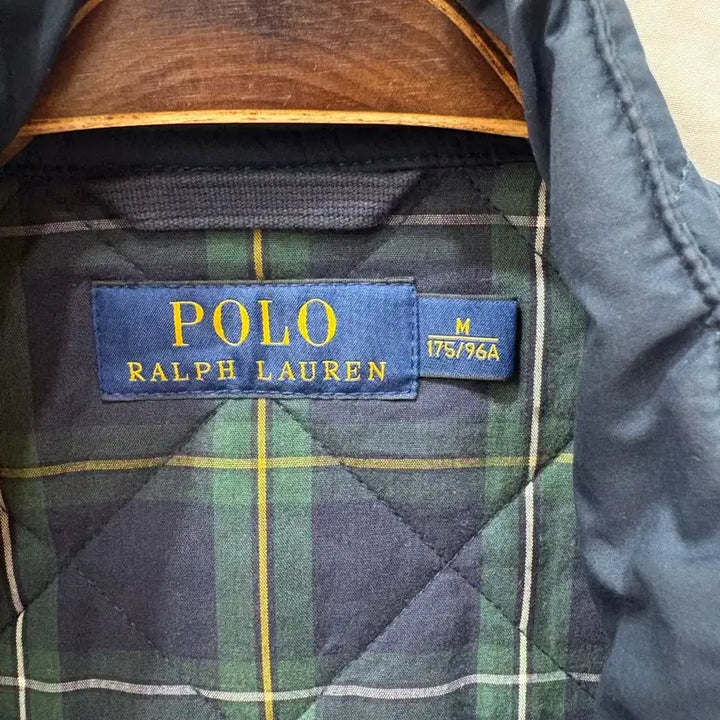 POLO
RALPH LAUREN
M
175/96A